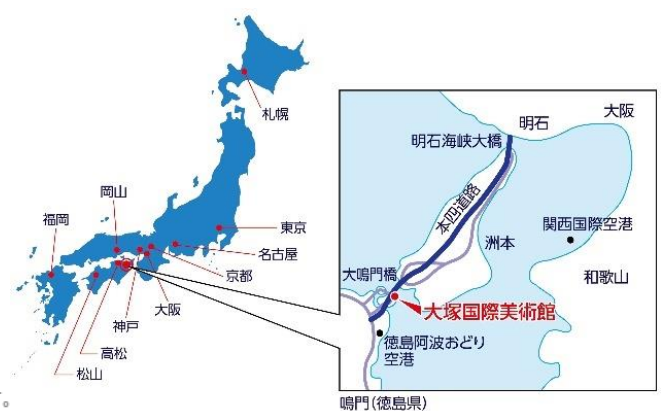 札幌
岡山
福岡
東京
名古屋
京都
大阪
神戸
高松
松山
。
大阪
明石
明石海峡大橋
本四道路
関西国際空港
洲本
和歌山
大鳴門橋
大塚国際美術館
徳島阿波おどり
空港
鳴門(徳島県)